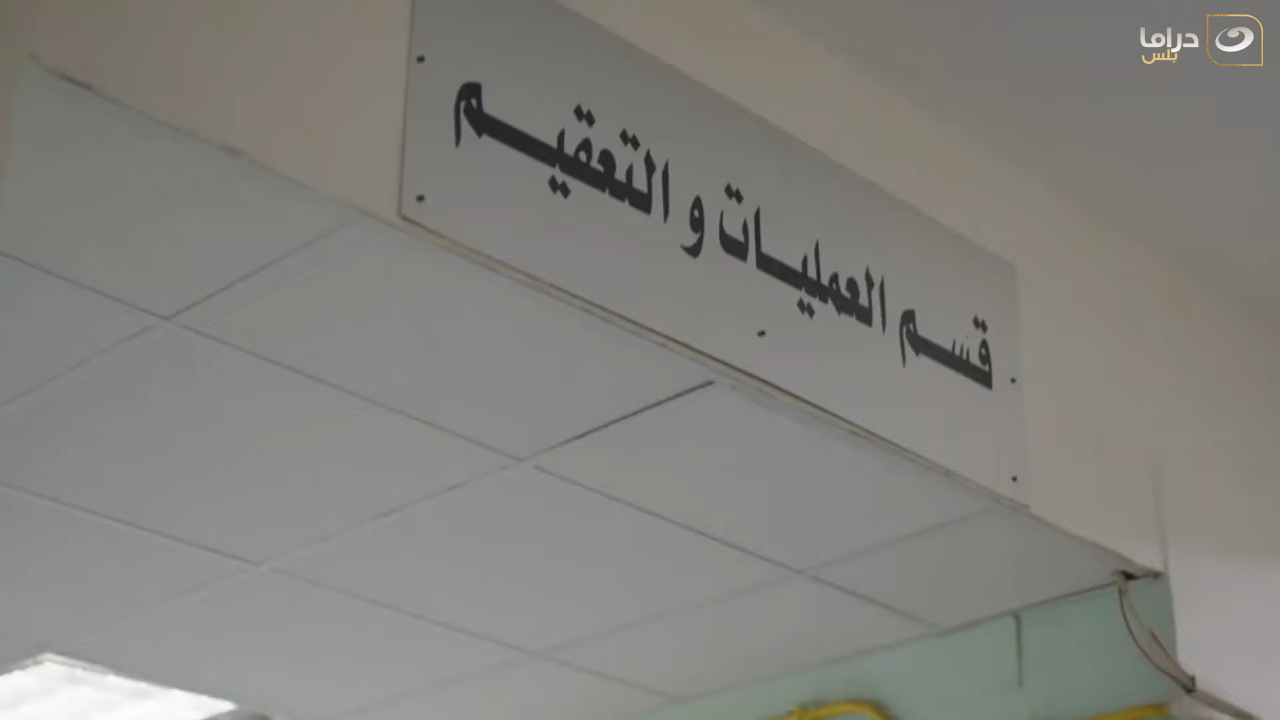 دراما
بلس
قسم العمليات و التعقيم